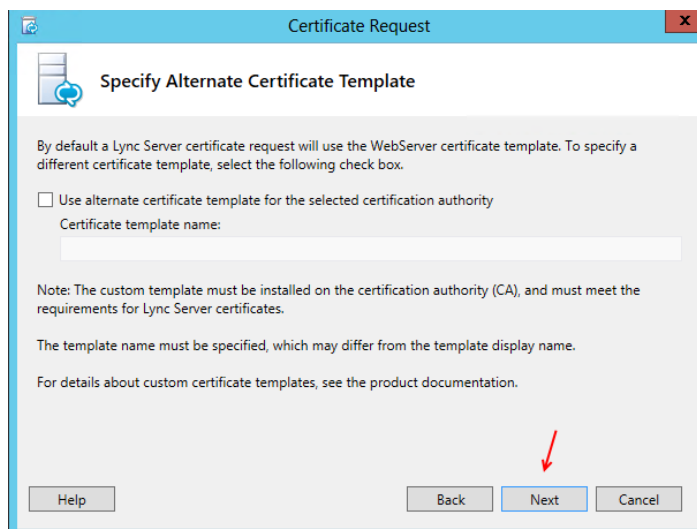 Certificate Request
x
Specify Alternate Certificate Template
By default a Lync Server certificate request will use the WebServer certificate template. To specify a
different certificate template, select the following check box.
Use alternate certificate template for the selected certification authority
Certificate template name:
Note: The custom template must be installed on the certification authority (CA), and must meet the
requirements for Lync Server certificates.
The template name must be specified, which may differ from the template display name.
For details about custom certificate templates, see the product documentation.
Help
Back
Next
Cancel